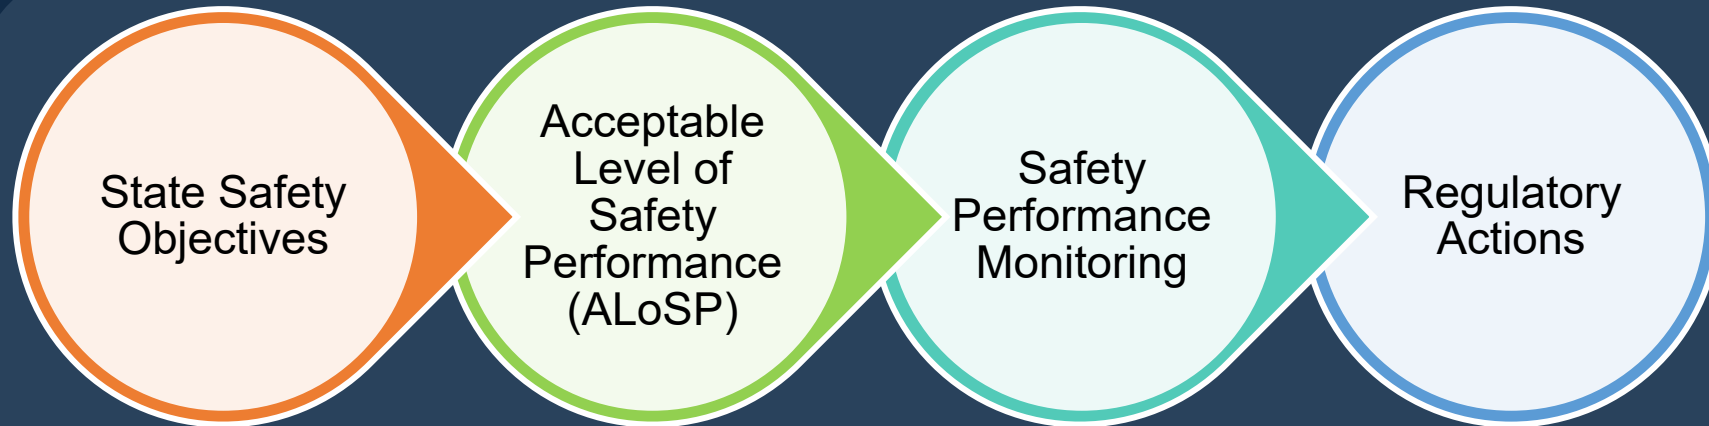 State Safety
Objectives
Acceptable
Level of
Safety
Performance
(ALoSP)
Safety
Performance
Monitoring
Regulatory
Actions